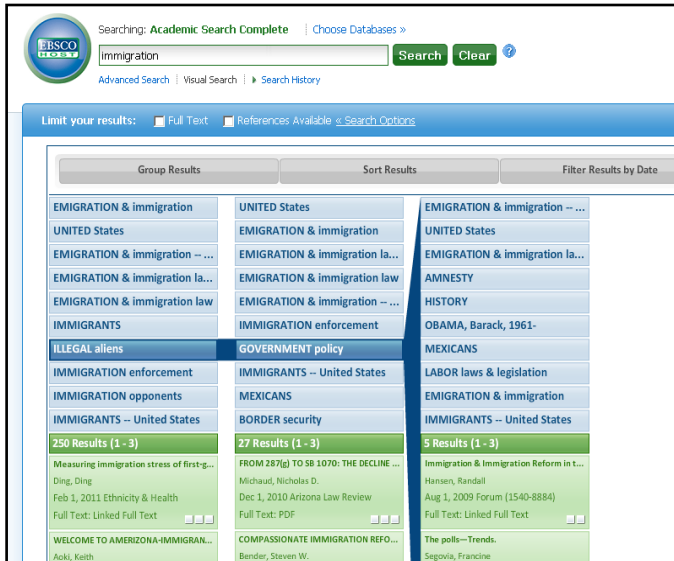 Searching: Academic Search Complete | Choose Databases »
EBSCO
HOST
immigration
Search
Clear
?
Advanced Search | Visual Search | Search History
Limit your results: Full Text References Available « Search Options
Group Results
Sort Results
Filter Results by Date
EMIGRATION & immigration
UNITED States
EMIGRATION & immigration -- ...
EMIGRATION & immigration la...
EMIGRATION & immigration law
IMMIGRANTS
ILLEGAL aliens
IMMIGRATION enforcement
IMMIGRATION opponents
IMMIGRANTS -- United States
250 Results (1 - 3)
Measuring immigration stress of first-g...
Ding, Ding
Feb 1, 2011 Ethnicity & Health
Full Text: Linked Full Text
WELCOME TO AMERIZONA-IMMIGRAN...
Aoki, Keith
UNITED States
EMIGRATION & immigration
EMIGRATION & immigration la...
EMIGRATION & immigration law
EMIGRATION & immigration -- ...
IMMIGRATION enforcement
GOVERNMENT policy
IMMIGRANTS -- United States
MEXICANS
BORDER security
27 Results (1 - 3)
FROM 287(g) TO SB 1070: THE DECLINE ...
Michaud, Nicholas D.
Dec 1, 2010 Arizona Law Review
Full Text: PDF
COMPASSIONATE IMMIGRATION REFO...
Bender, Steven W.
EMIGRATION & immigration -- ...
UNITED States
EMIGRATION & immigration la...
AMNESTY
HISTORY
OBAMA, Barack, 1961-
MEXICANS
LABOR laws & legislation
EMIGRATION & immigration
IMMIGRANTS -- United States
5 Results (1 - 3)
Immigration & Immigration Reform in t...
Hansen, Randall
Aug 1, 2009 Forum (1540-8884)
Full Text: Linked Full Text
The polls—Trends.
Segovia, Francine